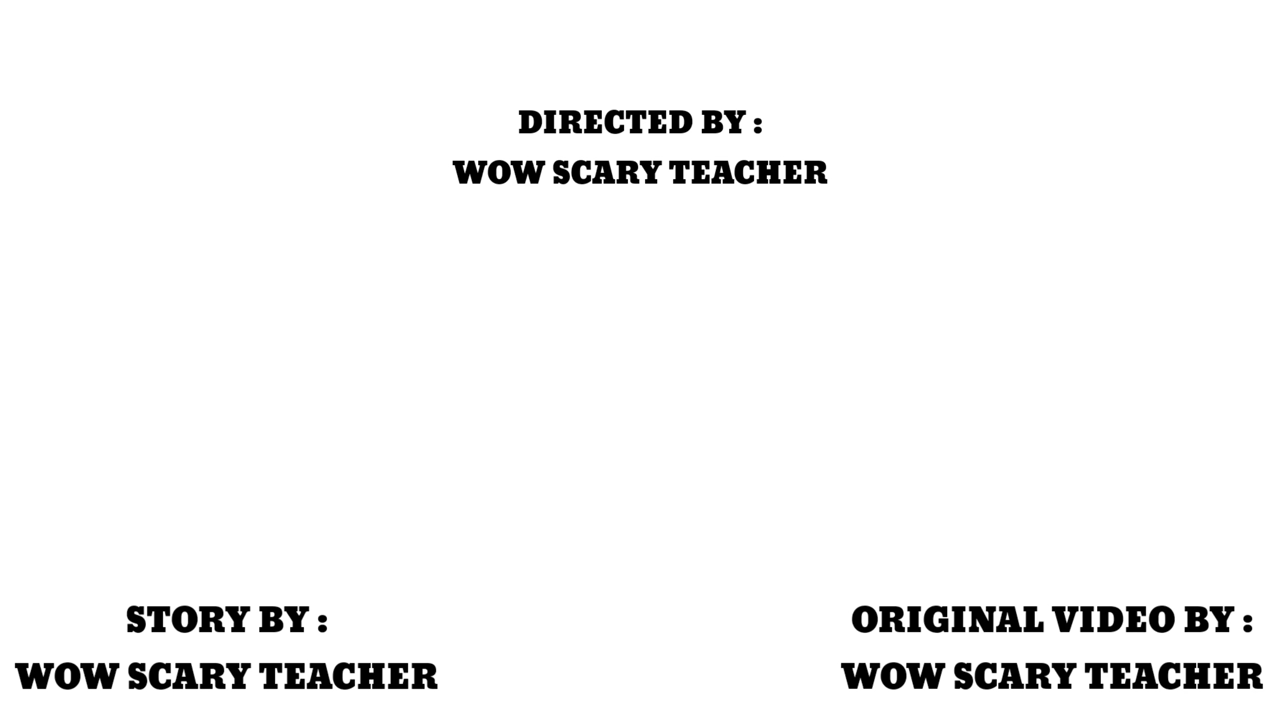 DIRECTED BY :
WOW SCARY TEACHER
STORY BY :
WOW SCARY TEACHER
ORIGINAL VIDEO BY :
WOW SCARY TEACHER